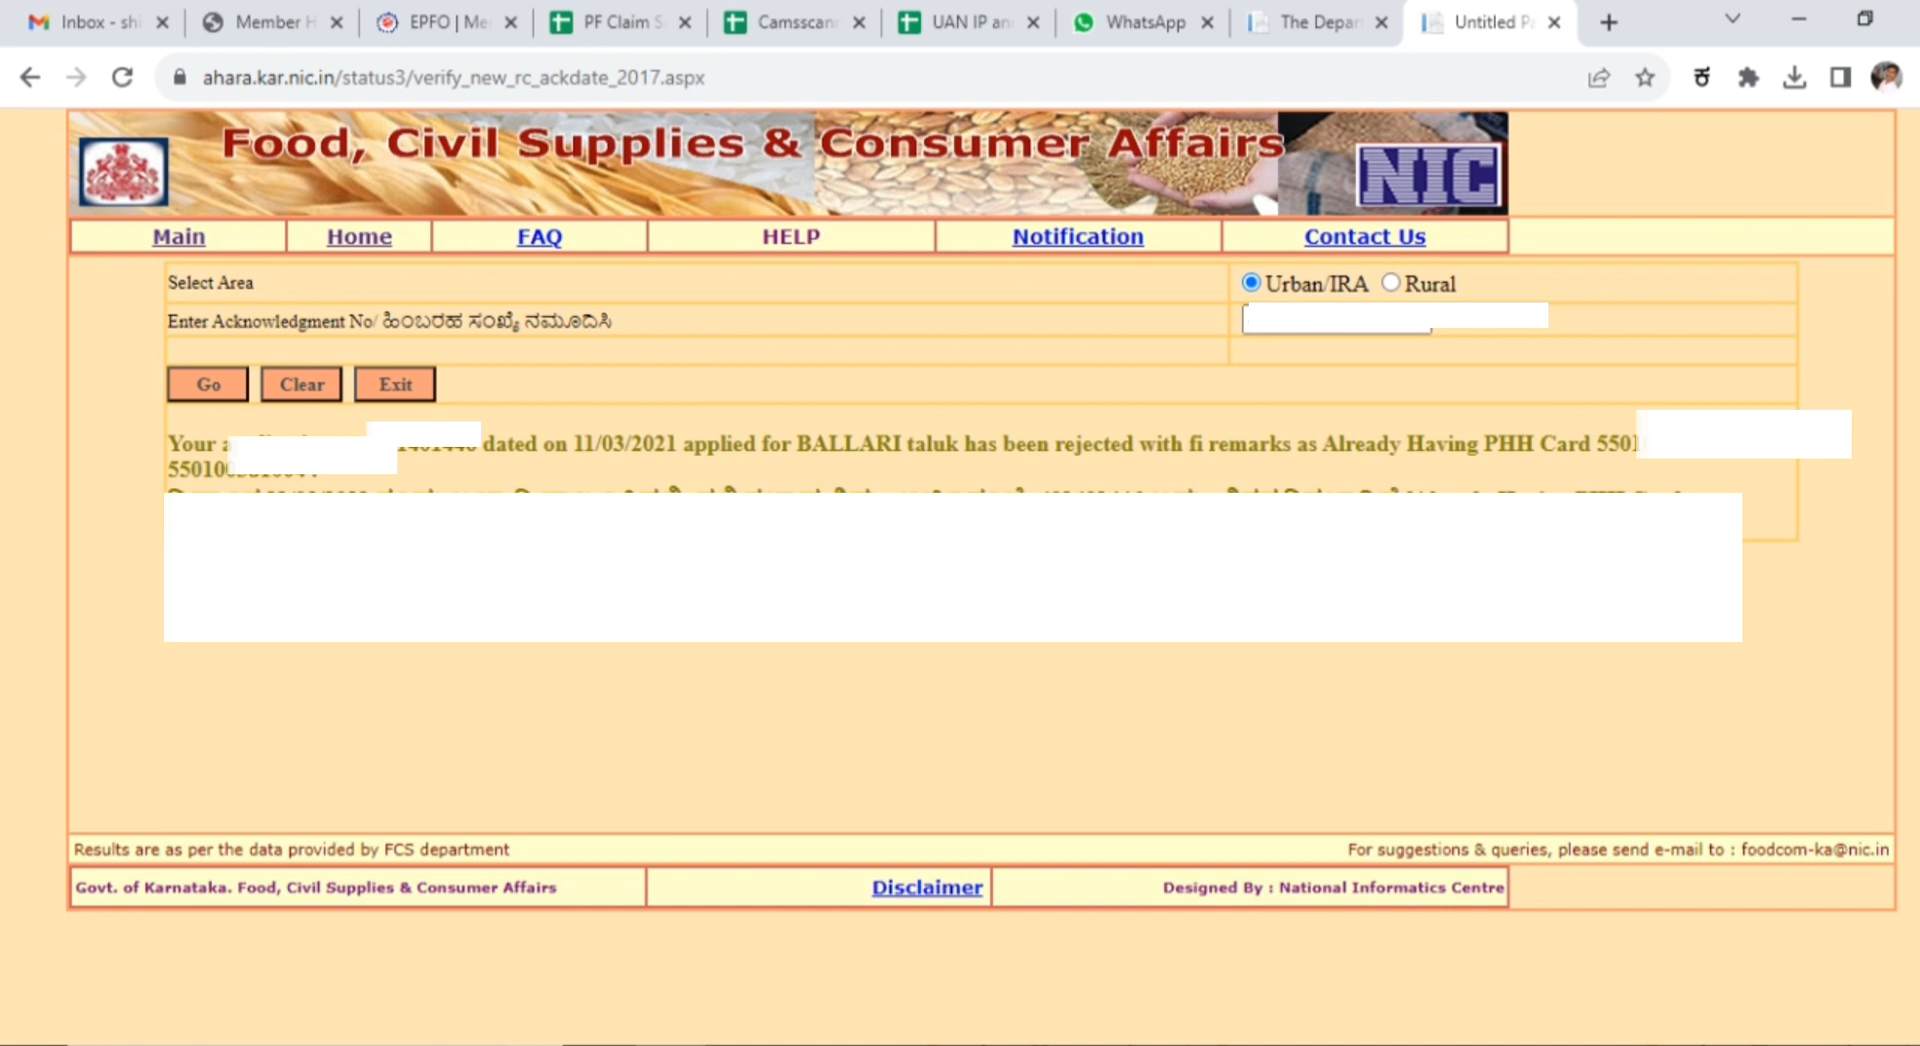 Inbox - shi
Member H
EPFO | Me
PF Claim S
Camsscann
UAN IP an
WhatsApp
The Depar
Untitled Pa
ahara.kar.nic.in/status3/verify_new_rc_ackdate_2017.aspx
ಕ
Food, Civil Supplies & Consumer Affairs
NIC
Main Home FAQ HELP Notification Contact Us
Select Area Urban/IRA Rural
Enter Acknowledgment No/ ಹಿಂಬರಹ ಸಂಖ್ಯೆ ನಮೂದಿಸಿ
Go Clear Exit
Your dated on 11/03/2021 applied for BALLARI taluk has been rejected with fi remarks as Already Having PHH Card
Results are as per the data provided by FCS department For suggestions & queries, please send e-mail to : foodcom-ka@nic.in
Govt. of Karnataka. Food, Civil Supplies & Consumer Affairs Disclaimer Designed By : National Informatics Centre